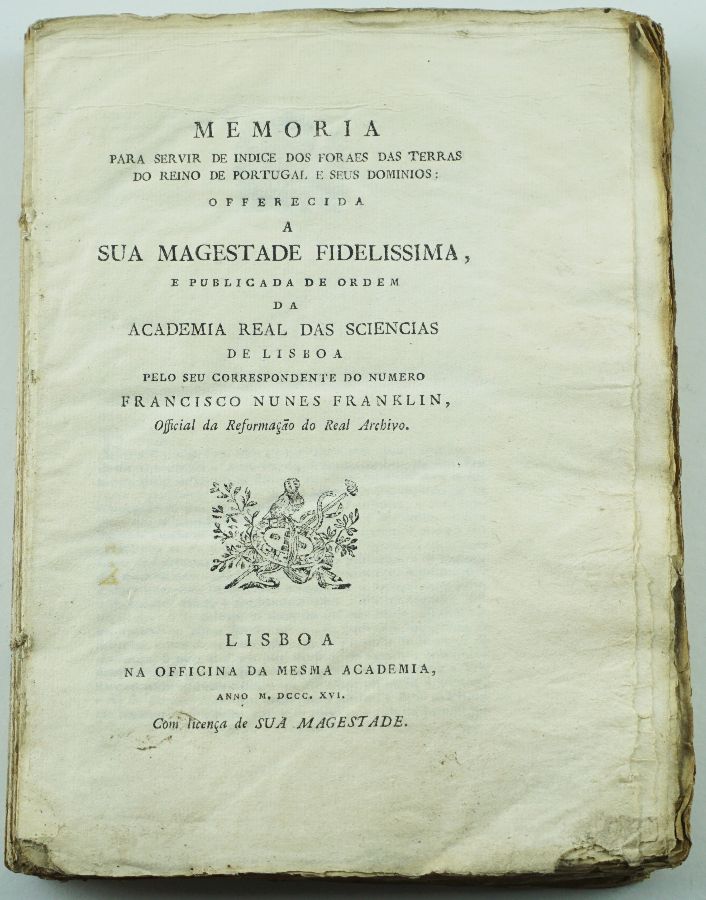 MEMORIA
PARA SERVIR DE INDICE DOS FORAES DAS TERRAS
DO REINO DE PORTUGAL E SEUS DOMINIOS:
OFFERECIDA
A
SUA MAGESTADE FIDELISSIMA,
E PUBLICADA DE ORDEM
DA
ACADEMIA REAL DAS SCIENCIAS
DE LISBOA
PELO SEU CORRESPONDENTE DO NUMERO
FRANCISCO NUNES FRANKLIN,
Official da Reformação do Real Archivo.
LISBOA
NA OFFICINA DA MESMA ACADEMIA,
ANNO M. DCCC. XVI.
Com licença de SUA MAGESTADE.